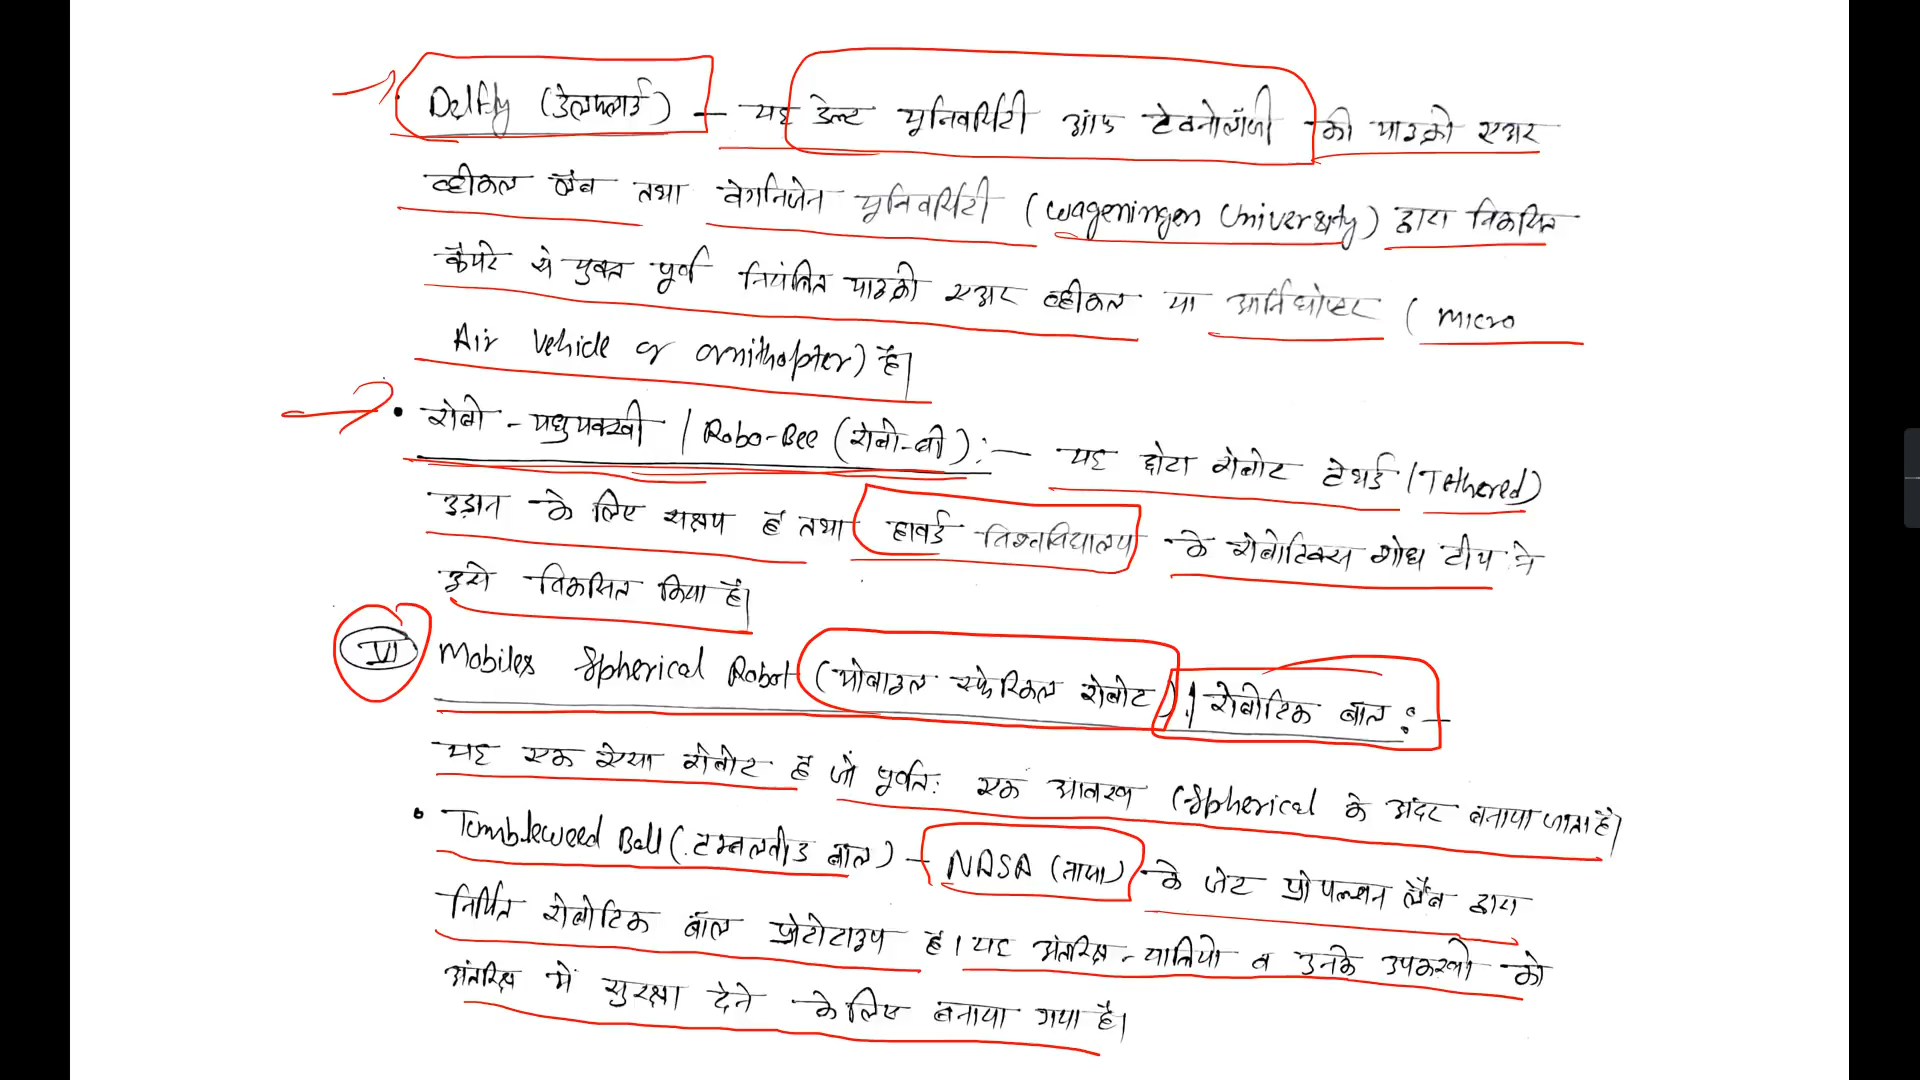 Delfly (डेलफ्लाई) — यह डेल्ट यूनिवर्सिटी ऑफ टेक्नोलॉजी की माइक्रो एअर
व्हीकल लैब तथा वेगनिजेन यूनिवर्सिटी (Wageningen University) द्वारा विकसित
कैमरे से युक्त पूर्व नियंत्रित माइक्रो एअर व्हीकल या आर्निथोप्टर (Micro
Air Vehicle or ornithopter) है।
• रोबो-मधुमक्खी / Robo-Bee (रोबो-बी) :— यह छोटा रोबोट टेथर्ड (Tethered)
उड़ान के लिए सक्षम है तथा हावर्ड विश्वविद्यालय के रोबोटिक्स शोध टीम ने
इसे विकसित किया है।
VI Mobiles Spherical Robot (मोबाइल स्फेरिकल रोबोट) / रोबोटिक बॉल :—
यह एक ऐसा रोबोट है जो पूर्णतः एक आवरण (Spherical के अंदर बनाया जाता है।
• Tumbleweed Ball (टम्बलवीड बॉल) — NASA (नासा) के जेट प्रोपल्शन लैब द्वारा
निर्मित रोबोटिक बॉल प्रोटोटाइप है। यह अंतरिक्ष-यात्रियों व उनके उपकरणों को
अंतरिक्ष में सुरक्षा देने के लिए बनाया गया है।